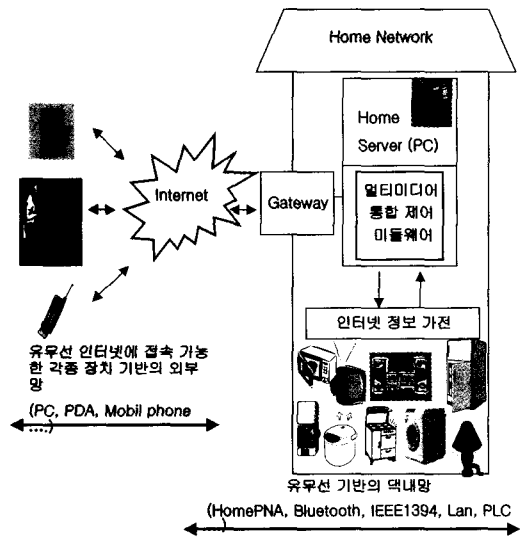 Home Network
Home
Server (PC)
Internet
Gateway
멀티미디어
통합 제어
미들웨어
인터넷 정보 가전
유무선 인터넷에 접속 가능
한 각종 장치 기반의 외부
망
(PC, PDA, Mobil phone
....)
유무선 기반의 댁내망
(HomePNA, Bluetooth, IEEE1394, Lan, PLC
....)